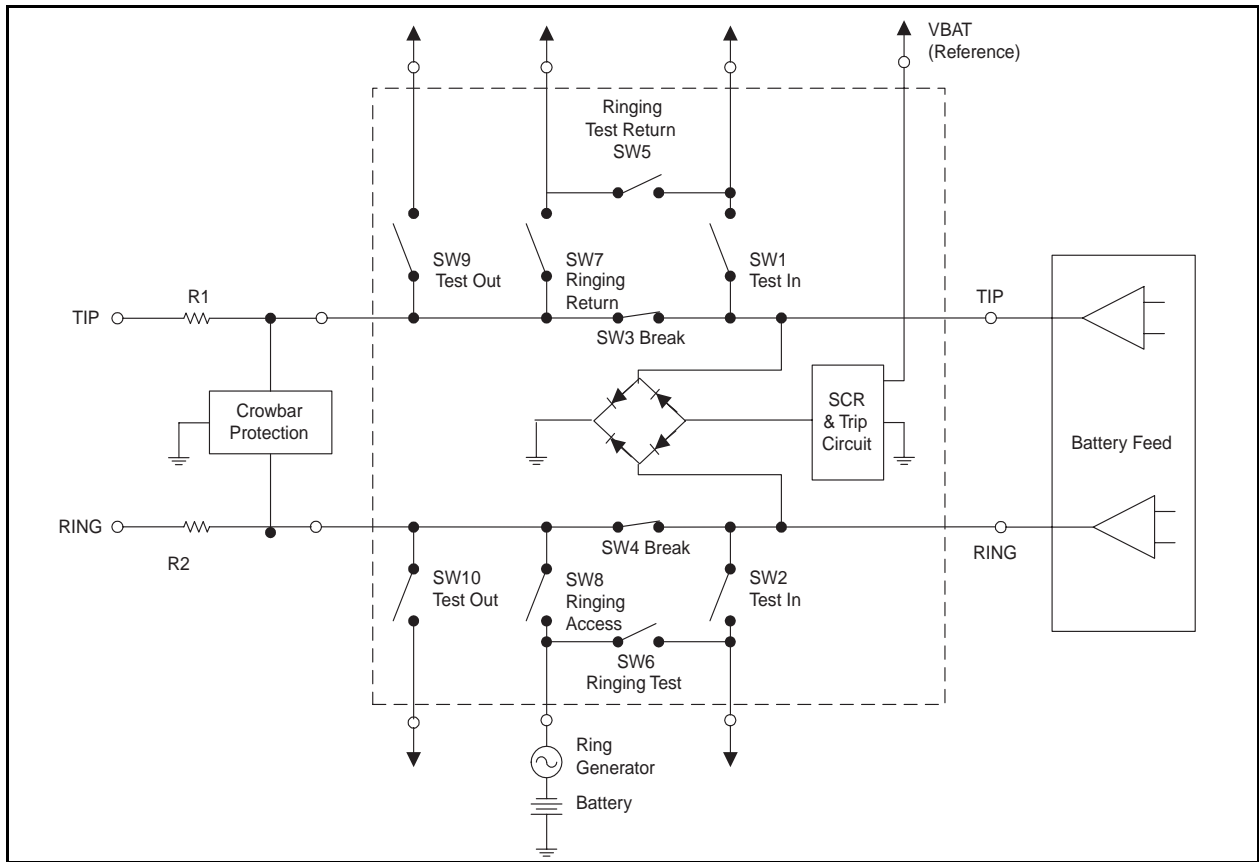 VBAT
(Reference)
Ringing
Test Return
SW5
SW9
Test Out
SW7
Ringing
Return
SW1
Test In
R1
TIP
TIP
SW3 Break
Crowbar
Protection
SCR
& Trip
Circuit
Battery Feed
RING
R2
SW4 Break
RING
SW10
Test Out
SW8
Ringing
Access
SW2
Test In
SW6
Ringing Test
Ring
Generator
Battery